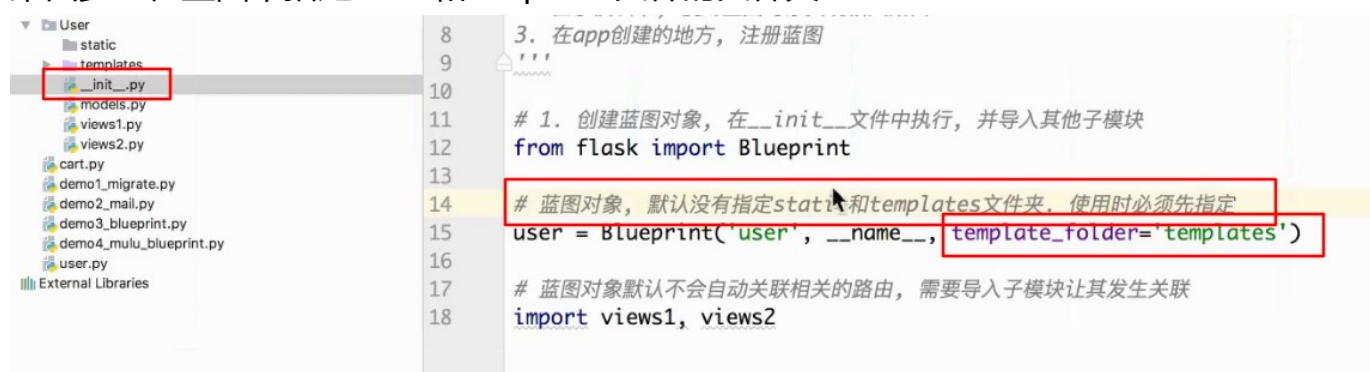 User
static
templates
__init__.py
models.py
views1.py
views2.py
cart.py
demo1_migrate.py
demo2_mail.py
demo3_blueprint.py
demo4_mulu_blueprint.py
user.py
External Libraries
8
9
10
11
12
13
14
15
16
17
18
3. 在app创建的地方, 注册蓝图
'''
# 1. 创建蓝图对象, 在__init__文件中执行, 并导入其他子模块
from flask import Blueprint
# 蓝图对象, 默认没有指定static和templates文件夹. 使用时必须先指定
user = Blueprint('user', __name__, template_folder='templates')
# 蓝图对象默认不会自动关联相关的路由, 需要导入子模块让其发生关联
import views1, views2